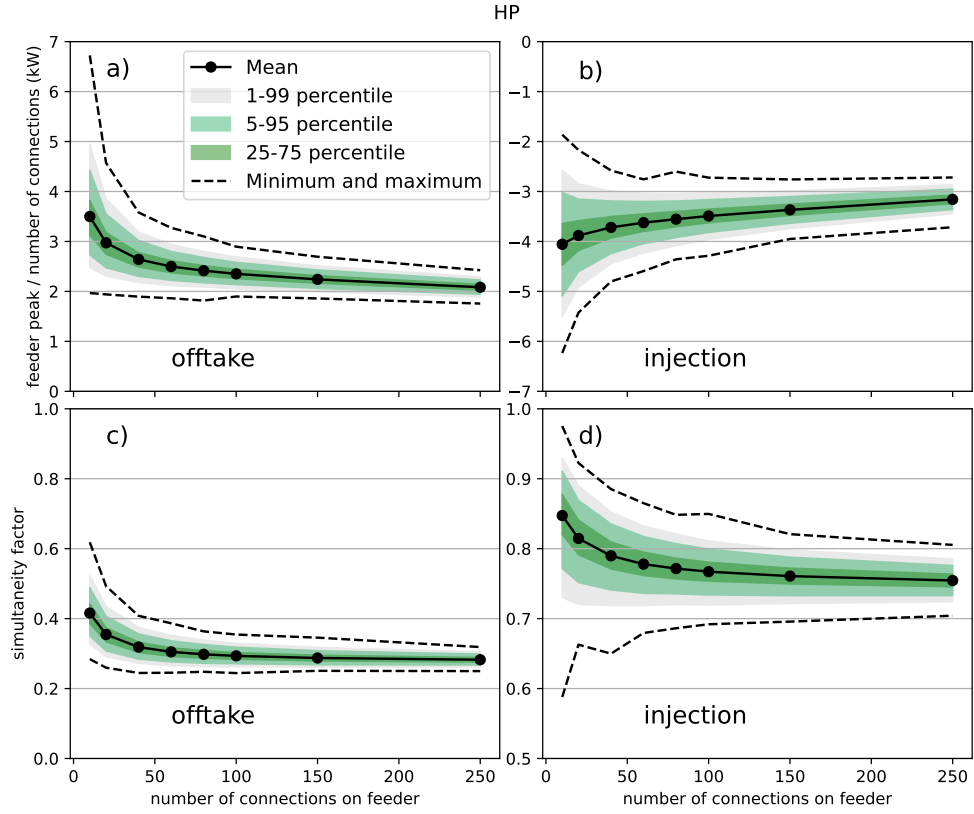 HP
feeder peak / number of connections (kW)
7
6
5
4
3
2
1
0
a)
Mean
1-99 percentile
5-95 percentile
25-75 percentile
Minimum and maximum
offtake
0
−1
−2
−3
−4
−5
−6
−7
b)
injection
simultaneity factor
1.0
0.8
0.6
0.4
0.2
0.0
c)
offtake
0
50
100
150
200
250
number of connections on feeder
1.0
0.9
0.8
0.7
0.6
0.5
d)
injection
0
50
100
150
200
250
number of connections on feeder